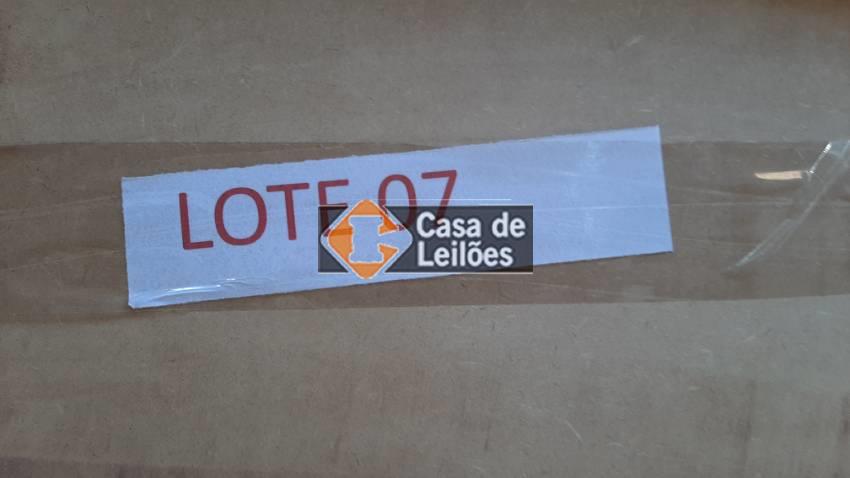 LOTE 07
Casa de
Leilões